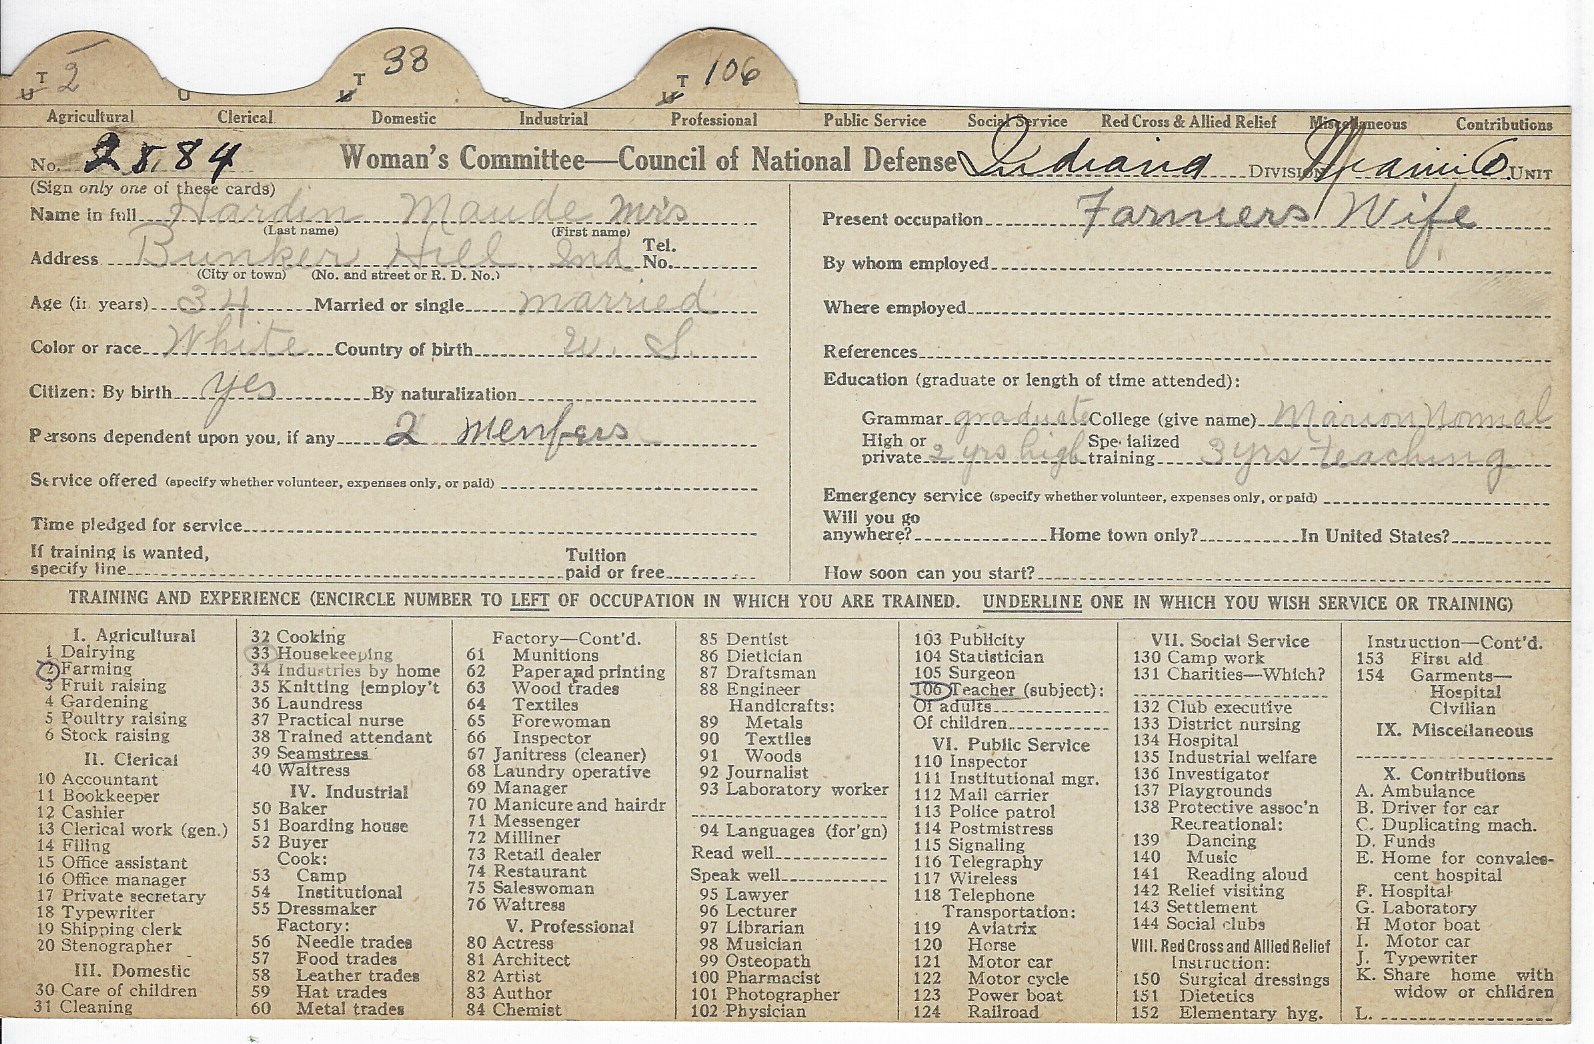 T 2 T 33 T 106
U U U U
Agricultural Clerical Domestic Industrial Professional Public Service Social Service Red Cross & Allied Relief Miscellaneous Contributions
No. 2584 Woman's Committee—Council of National Defense Indiana DIVISION Miami Co. UNIT
(Sign only one of these cards)
Name in full Hardin Maude Mrs
(Last name) (First name)
Address Bunker Hill, Ind Tel. No.
(City or town) (No. and street or R. D. No.)
Age (in years) 34 Married or single married
Color or race White Country of birth U. S.
Citizen: By birth yes By naturalization
Persons dependent upon you, if any 2 menfers
Service offered (specify whether volunteer, expenses only, or paid)
Time pledged for service
If training is wanted, specify line Tuition paid or free
Present occupation Farmers Wife
By whom employed
Where employed
References
Education (graduate or length of time attended):
Grammar graduate College (give name) Marion Normal
High or private 2 yrs high Specialized training 3 yrs teaching
Emergency service (specify whether volunteer, expenses only, or paid)
Will you go anywhere? Home town only? In United States?
How soon can you start?
TRAINING AND EXPERIENCE (ENCIRCLE NUMBER TO LEFT OF OCCUPATION IN WHICH YOU ARE TRAINED. UNDERLINE ONE IN WHICH YOU WISH SERVICE OR TRAINING)
I. Agricultural
1 Dairying
2 Farming
3 Fruit raising
4 Gardening
5 Poultry raising
6 Stock raising
II. Clerical
10 Accountant
11 Bookkeeper
12 Cashier
13 Clerical work (gen.)
14 Filing
15 Office assistant
16 Office manager
17 Private secretary
18 Typewriter
19 Shipping clerk
20 Stenographer
III. Domestic
30 Care of children
31 Cleaning
32 Cooking
33 Housekeeping
34 Industries by home
35 Knitting [employ't
36 Laundress
37 Practical nurse
38 Trained attendant
39 Seamstress
40 Waitress
IV. Industrial
50 Baker
51 Boarding house
52 Buyer
Cook:
53 Camp
54 Institutional
55 Dressmaker
Factory:
56 Needle trades
57 Food trades
58 Leather trades
59 Hat trades
60 Metal trades
Factory—Cont'd.
61 Munitions
62 Paper and printing
63 Wood trades
64 Textiles
65 Forewoman
66 Inspector
67 Janitress (cleaner)
68 Laundry operative
69 Manager
70 Manicure and hairdr
71 Messenger
72 Milliner
73 Retail dealer
74 Restaurant
75 Saleswoman
76 Waitress
V. Professional
80 Actress
81 Architect
82 Artist
83 Author
84 Chemist
85 Dentist
86 Dietician
87 Draftsman
88 Engineer
Handicrafts:
89 Metals
90 Textiles
91 Woods
92 Journalist
93 Laboratory worker
94 Languages (for'gn)
Read well
Speak well
95 Lawyer
96 Lecturer
97 Librarian
98 Musician
99 Osteopath
100 Pharmacist
101 Photographer
102 Physician
103 Publicity
104 Statistician
105 Surgeon
106 Teacher (subject):
Of adults
Of children
VI. Public Service
110 Inspector
111 Institutional mgr.
112 Mail carrier
113 Police patrol
114 Postmistress
115 Signaling
116 Telegraphy
117 Wireless
118 Telephone
Transportation:
119 Aviatrix
120 Horse
121 Motor car
122 Motor cycle
123 Power boat
124 Railroad
VII. Social Service
130 Camp work
131 Charities—Which?
132 Club executive
133 District nursing
134 Hospital
135 Industrial welfare
136 Investigator
137 Playgrounds
138 Protective assoc'n
Recreational:
139 Dancing
140 Music
141 Reading aloud
142 Relief visiting
143 Settlement
144 Social clubs
VIII. Red Cross and Allied Relief
Instruction:
150 Surgical dressings
151 Dietetics
152 Elementary hyg.
Instruction—Cont'd.
153 First aid
154 Garments—
Hospital
Civilian
IX. Miscellaneous
X. Contributions
A. Ambulance
B. Driver for car
C. Duplicating mach.
D. Funds
E. Home for convales-
cent hospital
F. Hospital
G. Laboratory
H Motor boat
I. Motor car
J. Typewriter
K. Share home with
widow or children
L.